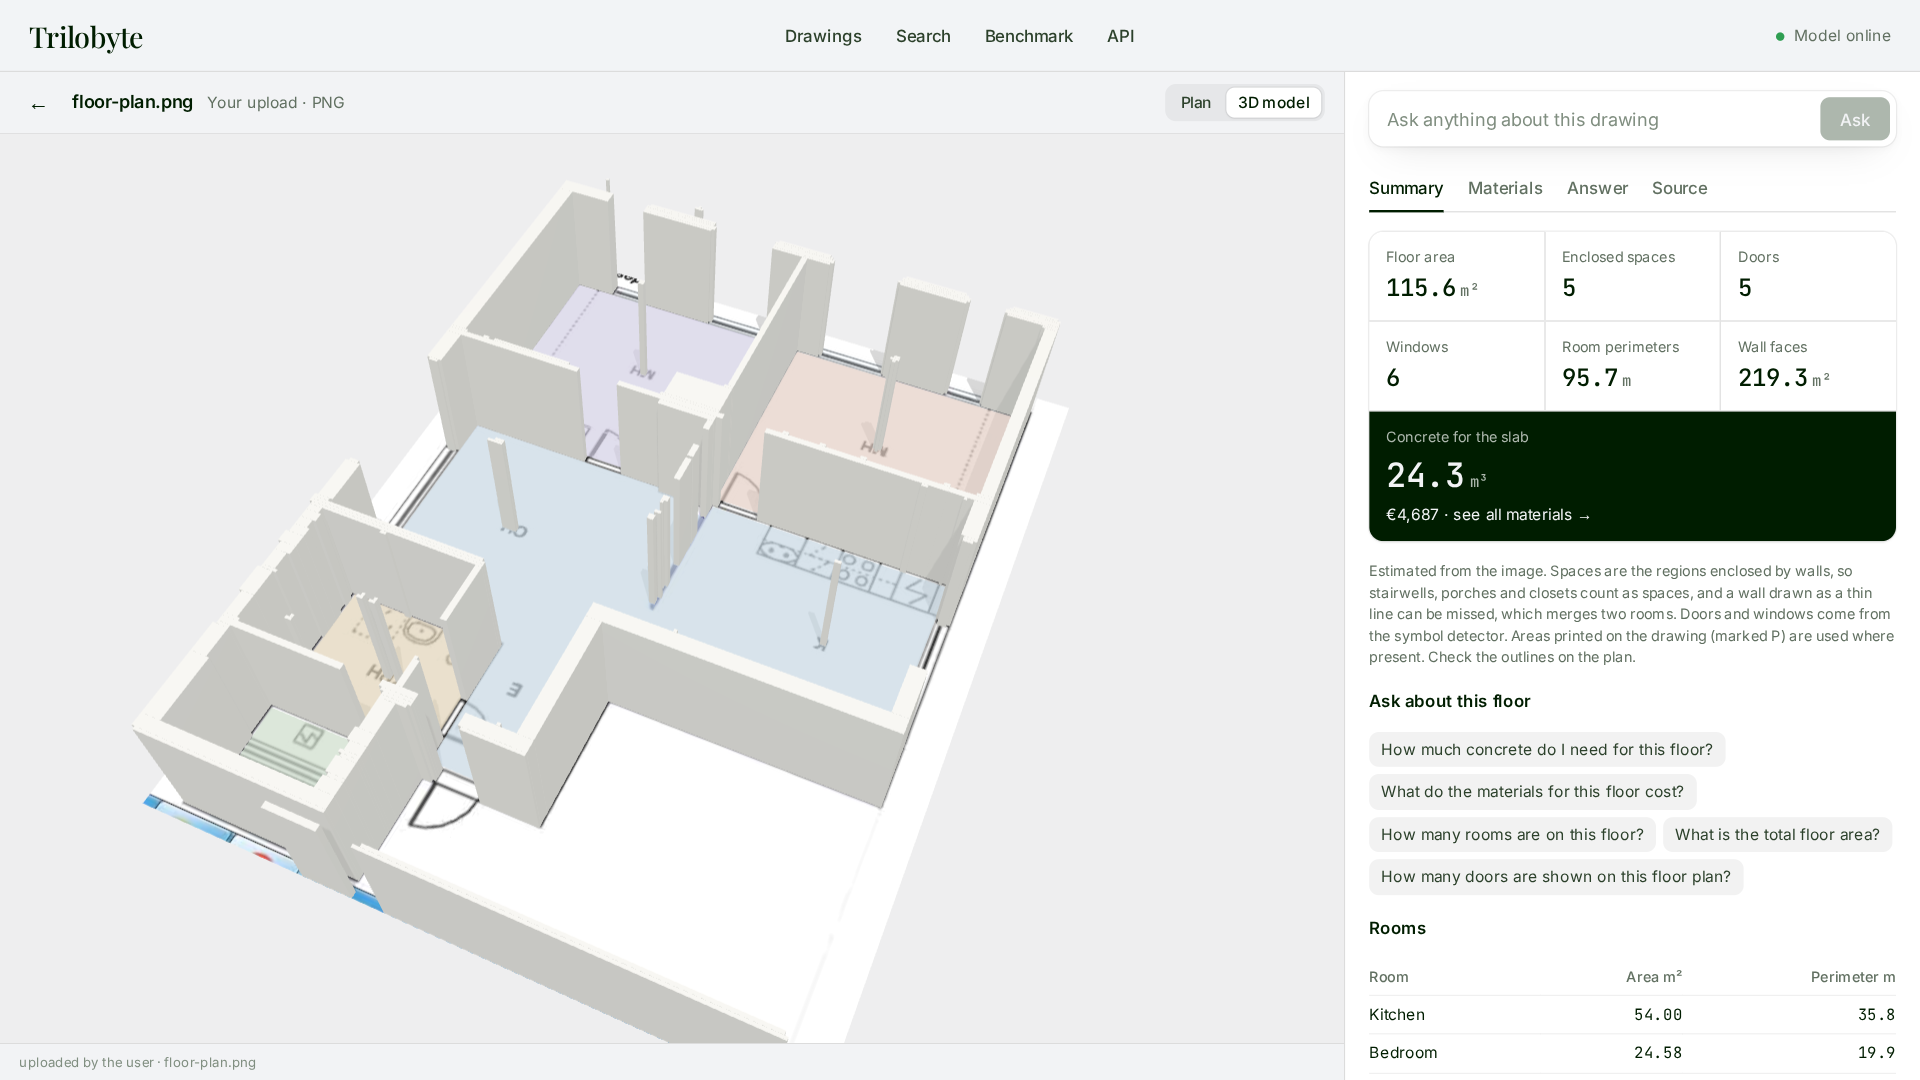 Trilobyte
Drawings
Search
Benchmark
API
Model online
← floor-plan.png Your upload · PNG
Plan
3D model
Ask anything about this drawing
Ask
Summary
Materials
Answer
Source
Floor area
115.6 m²
Enclosed spaces
5
Doors
5
Windows
6
Room perimeters
95.7 m
Wall faces
219.3 m²
Concrete for the slab
24.3 m³
€4,687 · see all materials →
Estimated from the image. Spaces are the regions enclosed by walls, so
stairwells, porches and closets count as spaces, and a wall drawn as a thin
line can be missed, which merges two rooms. Doors and windows come from
the symbol detector. Areas printed on the drawing (marked P) are used where
present. Check the outlines on the plan.
Ask about this floor
How much concrete do I need for this floor?
What do the materials for this floor cost?
How many rooms are on this floor?
What is the total floor area?
How many doors are shown on this floor plan?
Rooms
Room Area m² Perimeter m
Kitchen 54.00 35.8
Bedroom 24.58 19.9
uploaded by the user · floor-plan.png